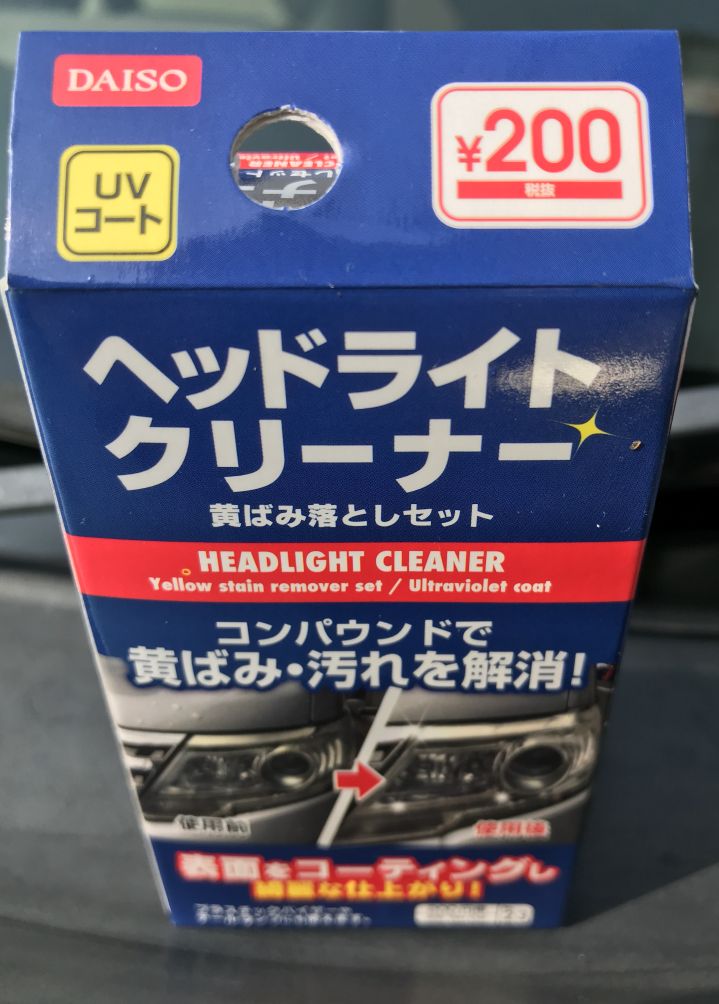 DAISO
¥200
税抜
UV
コート
ヘッドライト
クリーナー
黄ばみ落としセット
HEADLIGHT CLEANER
Yellow stain remover set / Ultraviolet coat
コンパウンドで
黄ばみ・汚れを解消!
使用前
使用後
表面をコーティングし
綺麗な仕上がり!